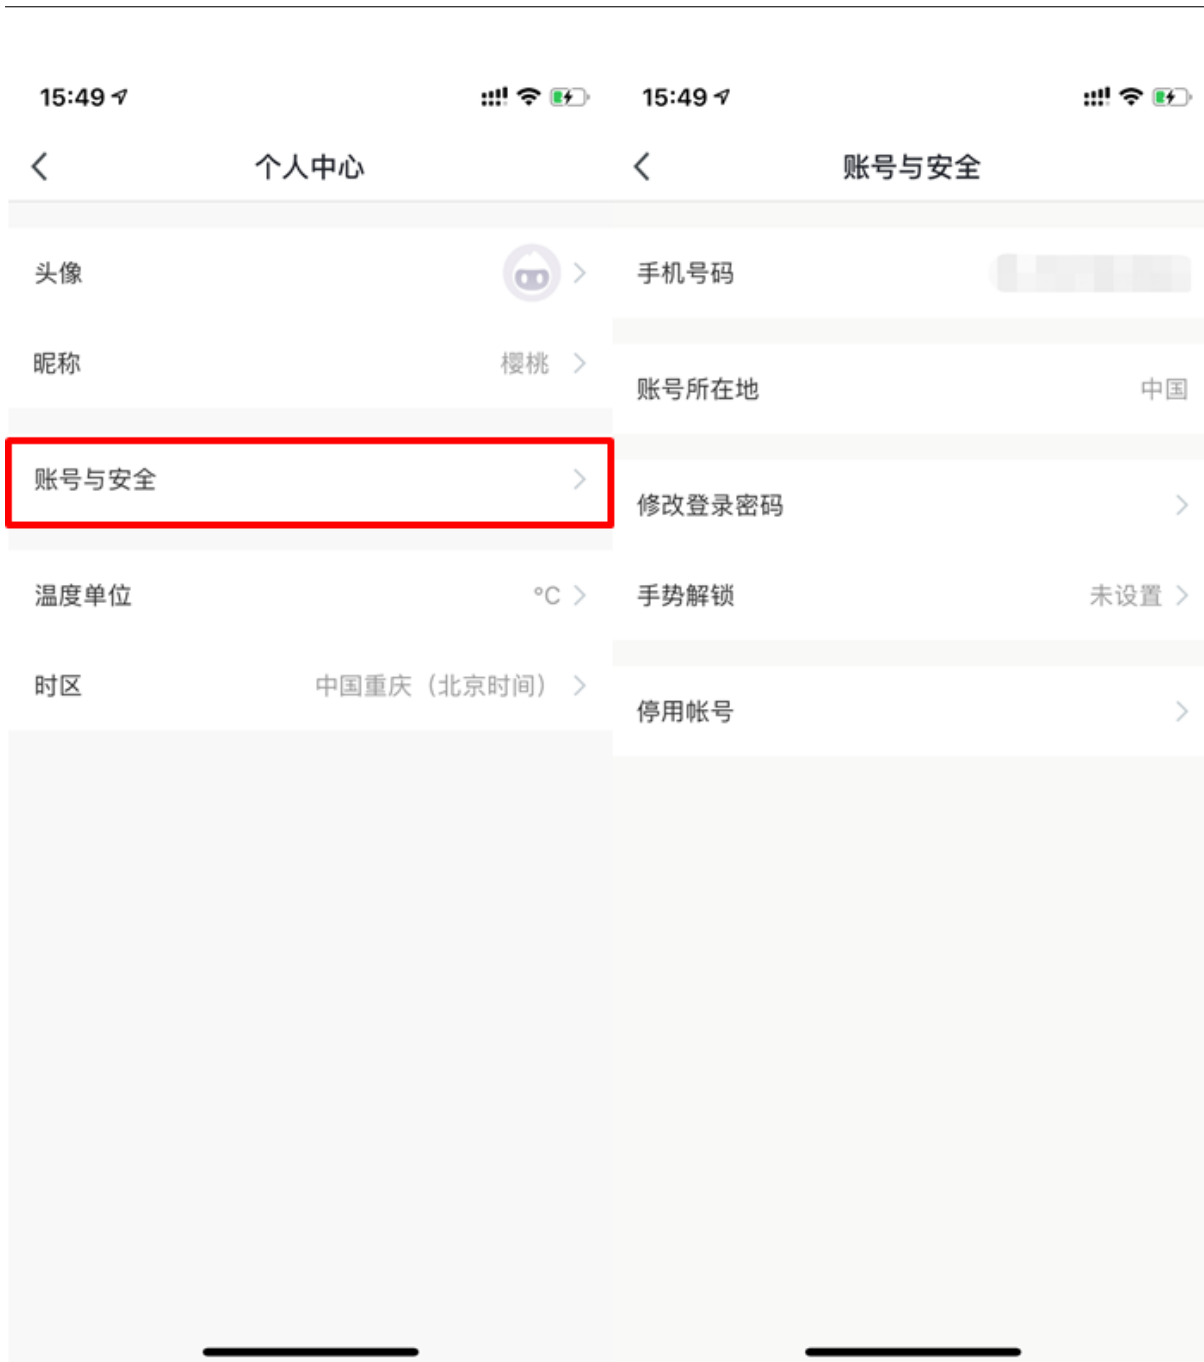 15:49
个人中心
头像
昵称 樱桃
账号与安全
温度单位 °C
时区 中国重庆（北京时间）
15:49
账号与安全
手机号码
账号所在地 中国
修改登录密码
手势解锁 未设置
停用帐号